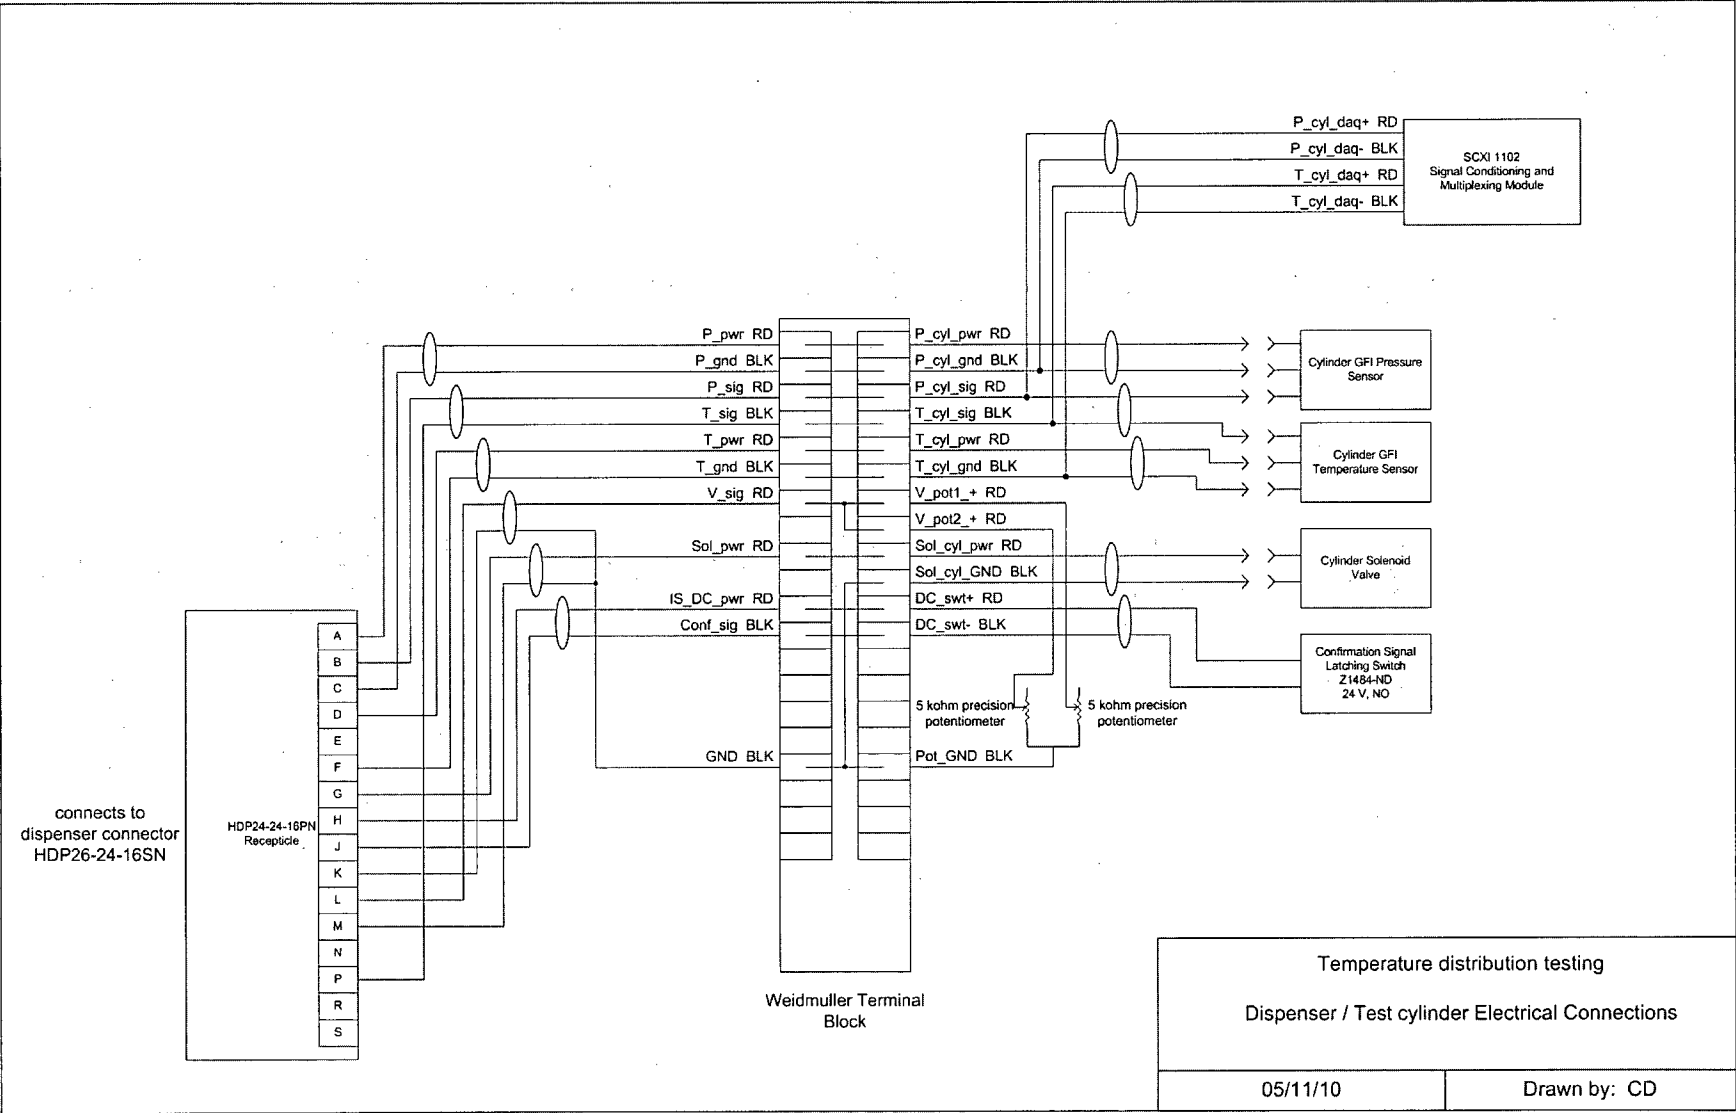 P_cyl_daq+ RD
P_cyl_daq- BLK
T_cyl_daq+ RD
T_cyl_daq- BLK
SCXI 1102
Signal Conditioning and
Multiplexing Module
P_pwr RD
P_gnd BLK
P_sig RD
T_sig BLK
T_pwr RD
T_gnd BLK
V_sig RD
Sol_pwr RD
IS_DC_pwr RD
Conf_sig BLK
GND BLK
P_cyl_pwr RD
P_cyl_gnd BLK
P_cyl_sig RD
T_cyl_sig BLK
T_cyl_pwr RD
T_cyl_gnd BLK
V_pot1_+ RD
V_pot2_+ RD
Sol_cyl_pwr RD
Sol_cyl_GND BLK
DC_swt+ RD
DC_swt- BLK
Pot_GND BLK
Cylinder GFI Pressure
Sensor
Cylinder GFI
Temperature Sensor
Cylinder Solenoid
Valve
Confirmation Signal
Latching Switch
Z1484-ND
24 V, NO
5 kohm precision
potentiometer
5 kohm precision
potentiometer
connects to
dispenser connector
HDP26-24-16SN
HDP24-24-16PN
Recepticle
A
B
C
D
E
F
G
H
J
K
L
M
N
P
R
S
Weidmuller Terminal
Block
Temperature distribution testing
Dispenser / Test cylinder Electrical Connections
05/11/10
Drawn by: CD